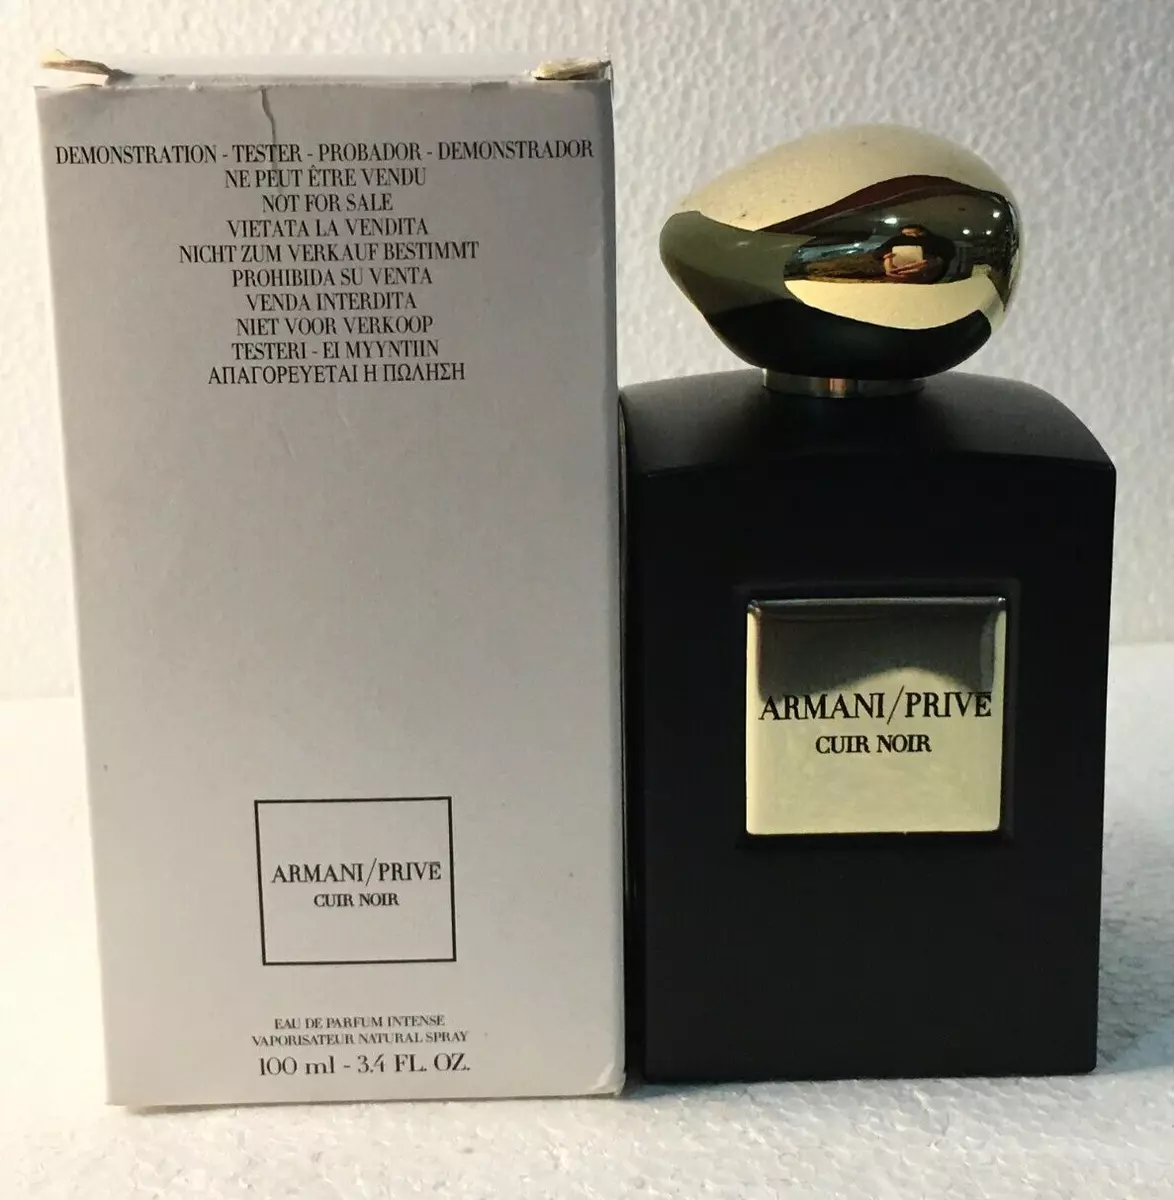 DEMONSTRATION - TESTER - PROBADOR - DEMONSTRADOR
NE PEUT ÊTRE VENDU
NOT FOR SALE
VIETATA LA VENDITA
NICHT ZUM VERKAUF BESTIMMT
PROHIBIDA SU VENTA
VENDA INTERDITA
NIET VOOR VERKOOP
TESTERI - EI MYYNTIIN
ΑΠΑΓΟΡΕΥΕΤΑΙ Η ΠΩΛΗΣΗ
ARMANI/PRIVĒ
CUIR NOIR
EAU DE PARFUM INTENSE
VAPORISATEUR NATURAL SPRAY
100 ml - 3.4 FL. OZ.
ARMANI/PRIVĒ
CUIR NOIR